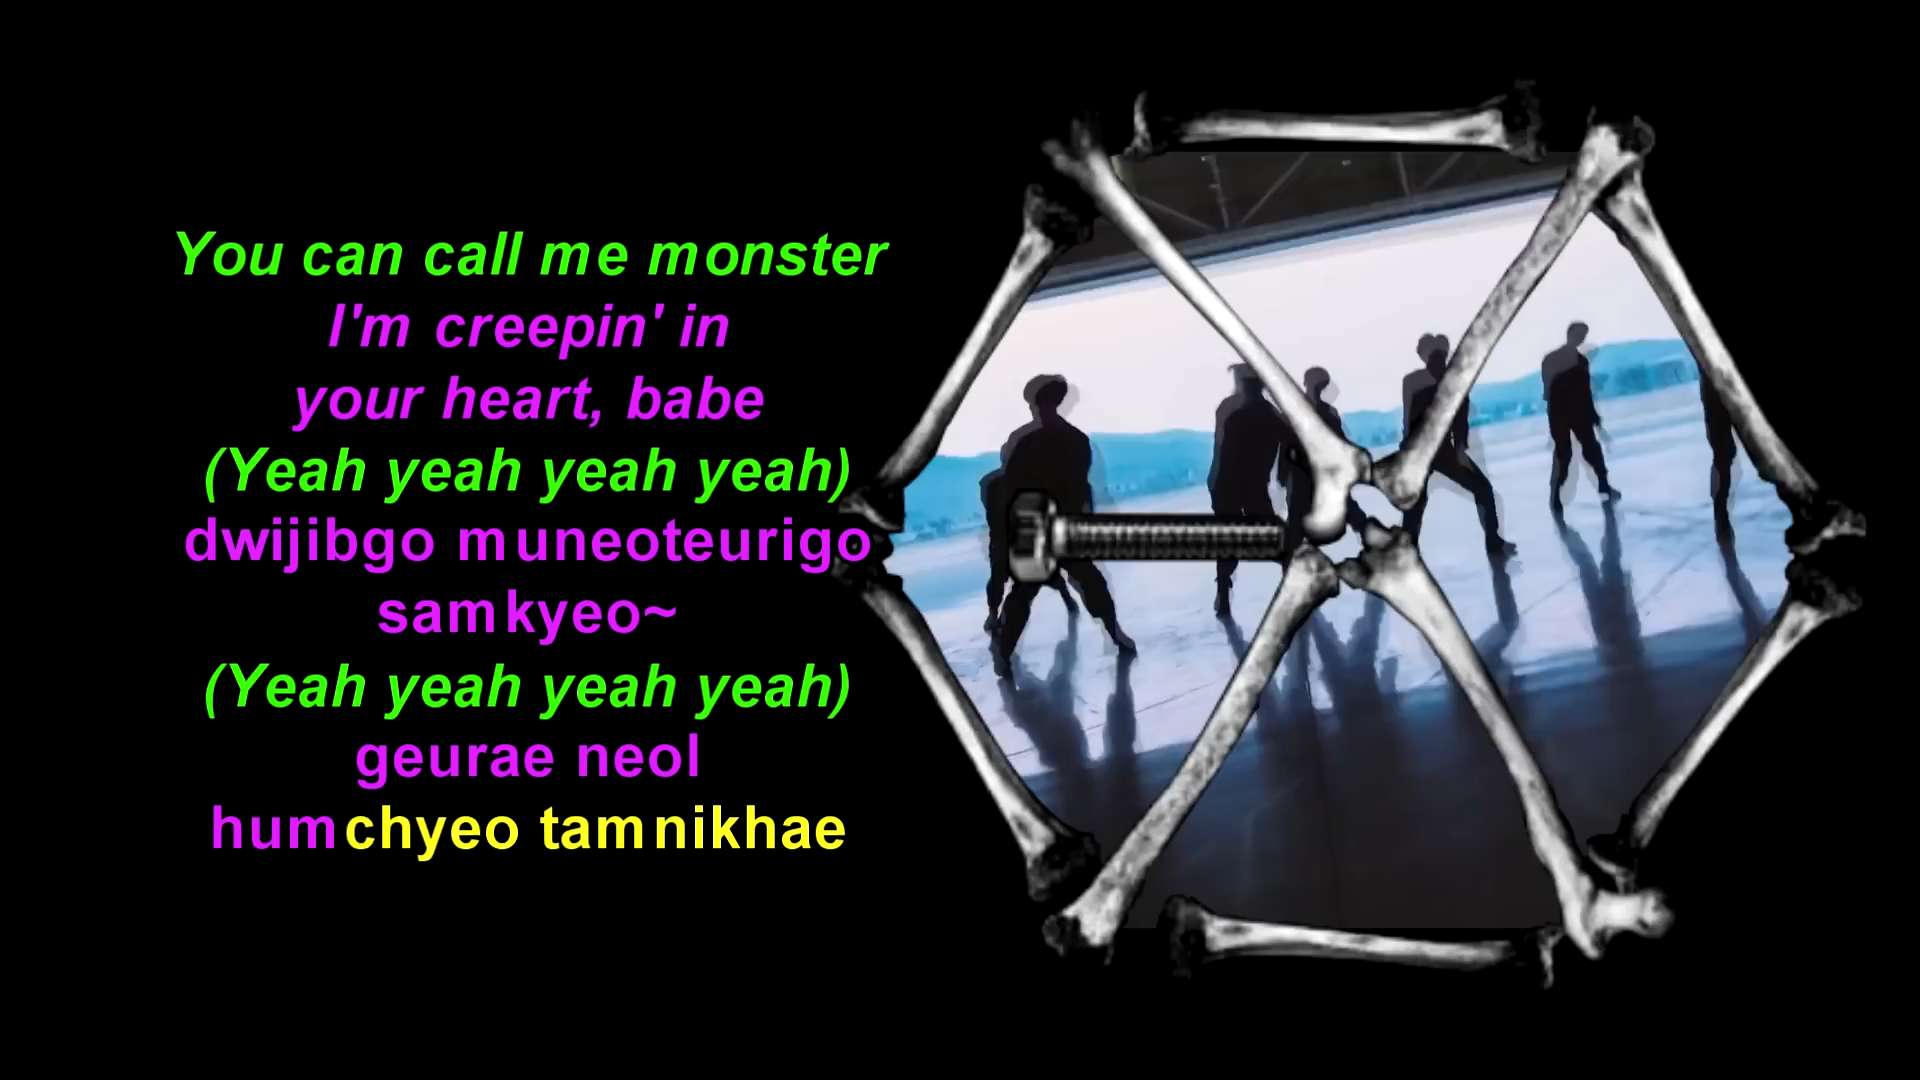 You can call me monster
I'm creepin' in
your heart, babe
(Yeah yeah yeah yeah)
dwijibgo muneoteurigo
samkyeo~
(Yeah yeah yeah yeah)
geurae neol
humchyeo tamnikhae